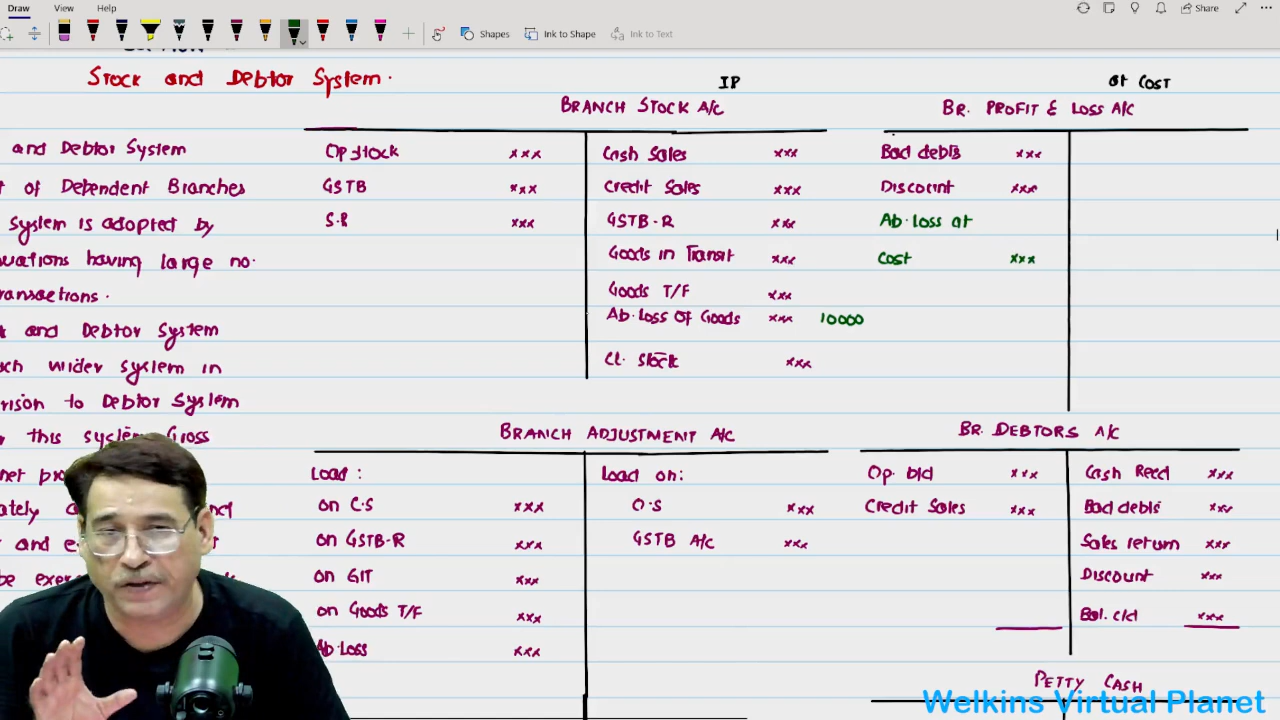 Draw View Help
Share
Shapes Ink to Shape Ink to Text
Stock and Debtor System.
and Debtor System
of Dependent Branches
System is adopted by
having large no.
and Debtor System
wider system in
to Debtor System
this system Gross
IP
BRANCH STOCK A/C
Op stock xxx Cash Sales xxx
GSTB xxx Credit Sales xxx
S.R xxx GSTB-R xxx
Goods in Transit xxx
Goods T/F xxx
Ab. Loss of Goods xxx 10000
Cl. Stock xxx
at Cost
BR. PROFIT & LOSS A/C
Bad debts xxx
Discount xxx
Ab. loss at
Cost xxx
BRANCH ADJUSTMENT A/C
Load : Load on:
on C.S xxx O.S xxx
on GSTB-R xxx GSTB A/C xxx
on GIT xxx
on Goods T/F xxx
Ab. Loss xxx
BR. DEBTORS A/C
Op. bld xxx Cash Recd xxx
Credit Sales xxx Bad debts xxx
Sales return xxx
Discount xxx
Bal. c/d xxx
PETTY CASH
Welkins Virtual Planet